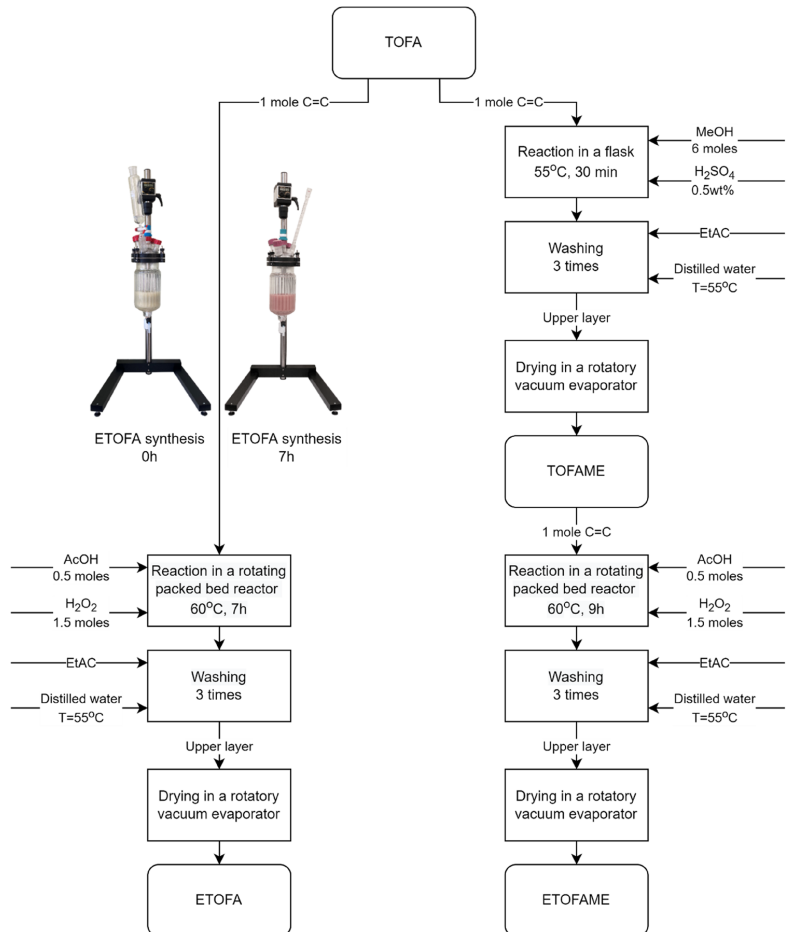 TOFA
1 mole C=C
1 mole C=C
MeOH
6 moles
H₂SO₄
0.5wt%
Reaction in a flask
55°C, 30 min
EtAC
Distilled water
T=55°C
Washing
3 times
Upper layer
Drying in a rotatory
vacuum evaporator
TOFAME
1 mole C=C
ETOFA synthesis
0h
ETOFA synthesis
7h
AcOH
0.5 moles
H₂O₂
1.5 moles
Reaction in a rotating
packed bed reactor
60°C, 7h
EtAC
Distilled water
T=55°C
Washing
3 times
Upper layer
Drying in a rotatory
vacuum evaporator
ETOFA
AcOH
0.5 moles
H₂O₂
1.5 moles
Reaction in a rotating
packed bed reactor
60°C, 9h
EtAC
Distilled water
T=55°C
Washing
3 times
Upper layer
Drying in a rotatory
vacuum evaporator
ETOFAME